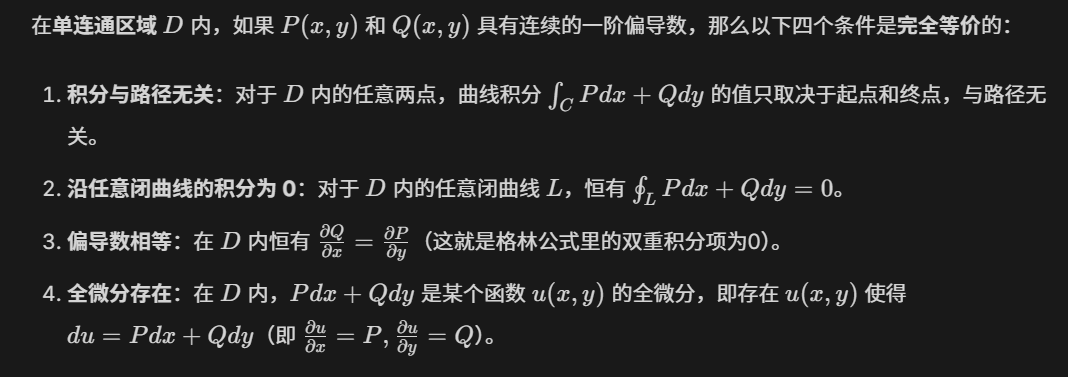 在单连通区域 D 内，如果 P(x, y) 和 Q(x, y) 具有连续的一阶偏导数，那么以下四个条件是完全等价的：
1. 积分与路径无关：对于 D 内的任意两点，曲线积分 ∫_C Pdx + Qdy 的值只取决于起点和终点，与路径无
关。
2. 沿任意闭曲线的积分为 0：对于 D 内的任意闭曲线 L，恒有 ∮_L Pdx + Qdy = 0。
3. 偏导数相等：在 D 内恒有 ∂Q/∂x = ∂P/∂y（这就是格林公式里的双重积分项为0）。
4. 全微分存在：在 D 内，Pdx + Qdy 是某个函数 u(x, y) 的全微分，即存在 u(x, y) 使得
du = Pdx + Qdy（即 ∂u/∂x = P, ∂u/∂y = Q）。